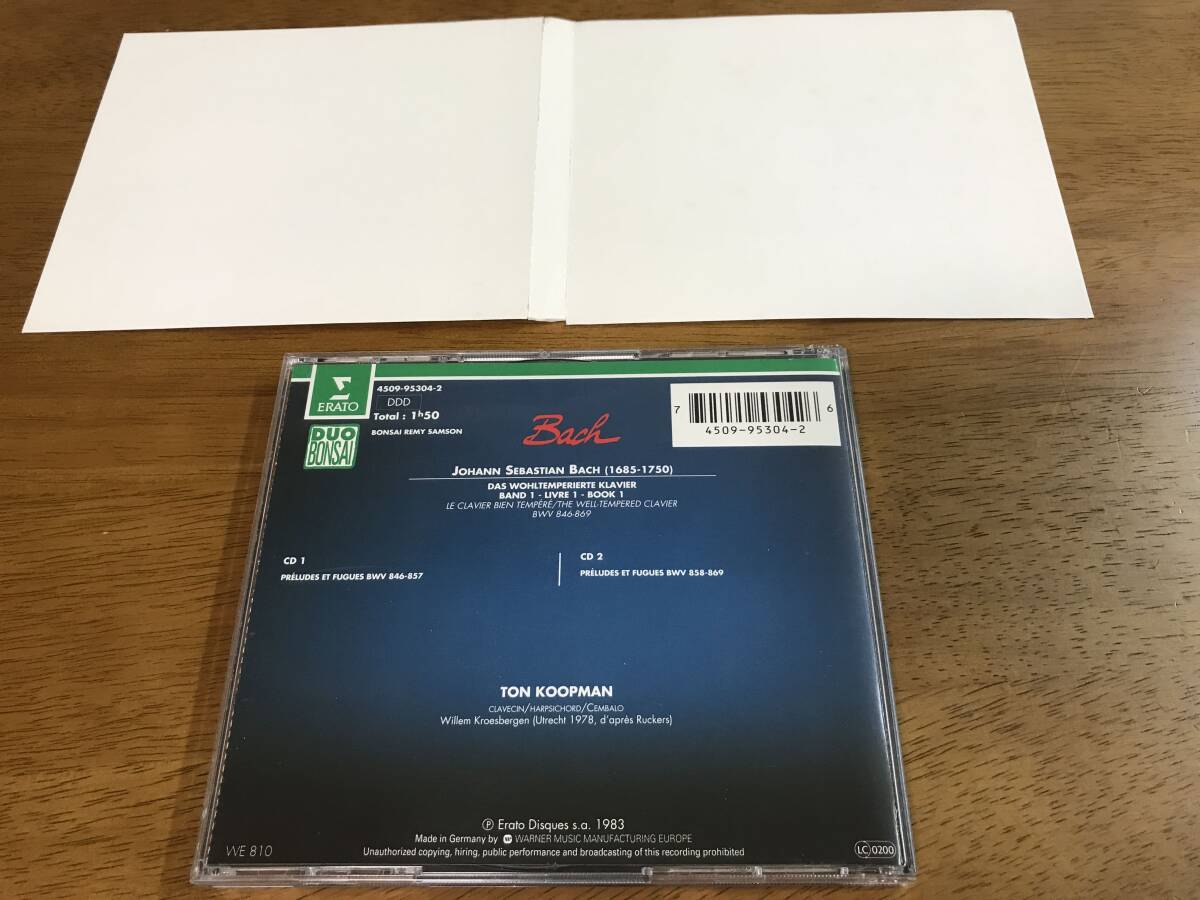 ERATO
4509-95304-2
DDD
Total : 1h50
BONSAI REMY SAMSON
DUO
BONSAI
Bach
7 6
4509-95304-2
JOHANN SEBASTIAN BACH (1685-1750)
DAS WOHLTEMPERIERTE KLAVIER
BAND 1 - LIVRE 1 - BOOK 1
LE CLAVIER BIEN TEMPÉRÉ/THE WELL-TEMPERED CLAVIER
BWV 846-869
CD 1
PRÉLUDES ET FUGUES BWV 846-857
CD 2
PRÉLUDES ET FUGUES BWV 858-869
TON KOOPMAN
CLAVECIN/HARPSICHORD/CEMBALO
Willem Kroesbergen (Utrecht 1978, d'après Ruckers)
℗ Erato Disques s.a. 1983
Made in Germany by WARNER MUSIC MANUFACTURING EUROPE
Unauthorized copying, hiring, public performance and broadcasting of this recording prohibited
WE 810
LC 0200